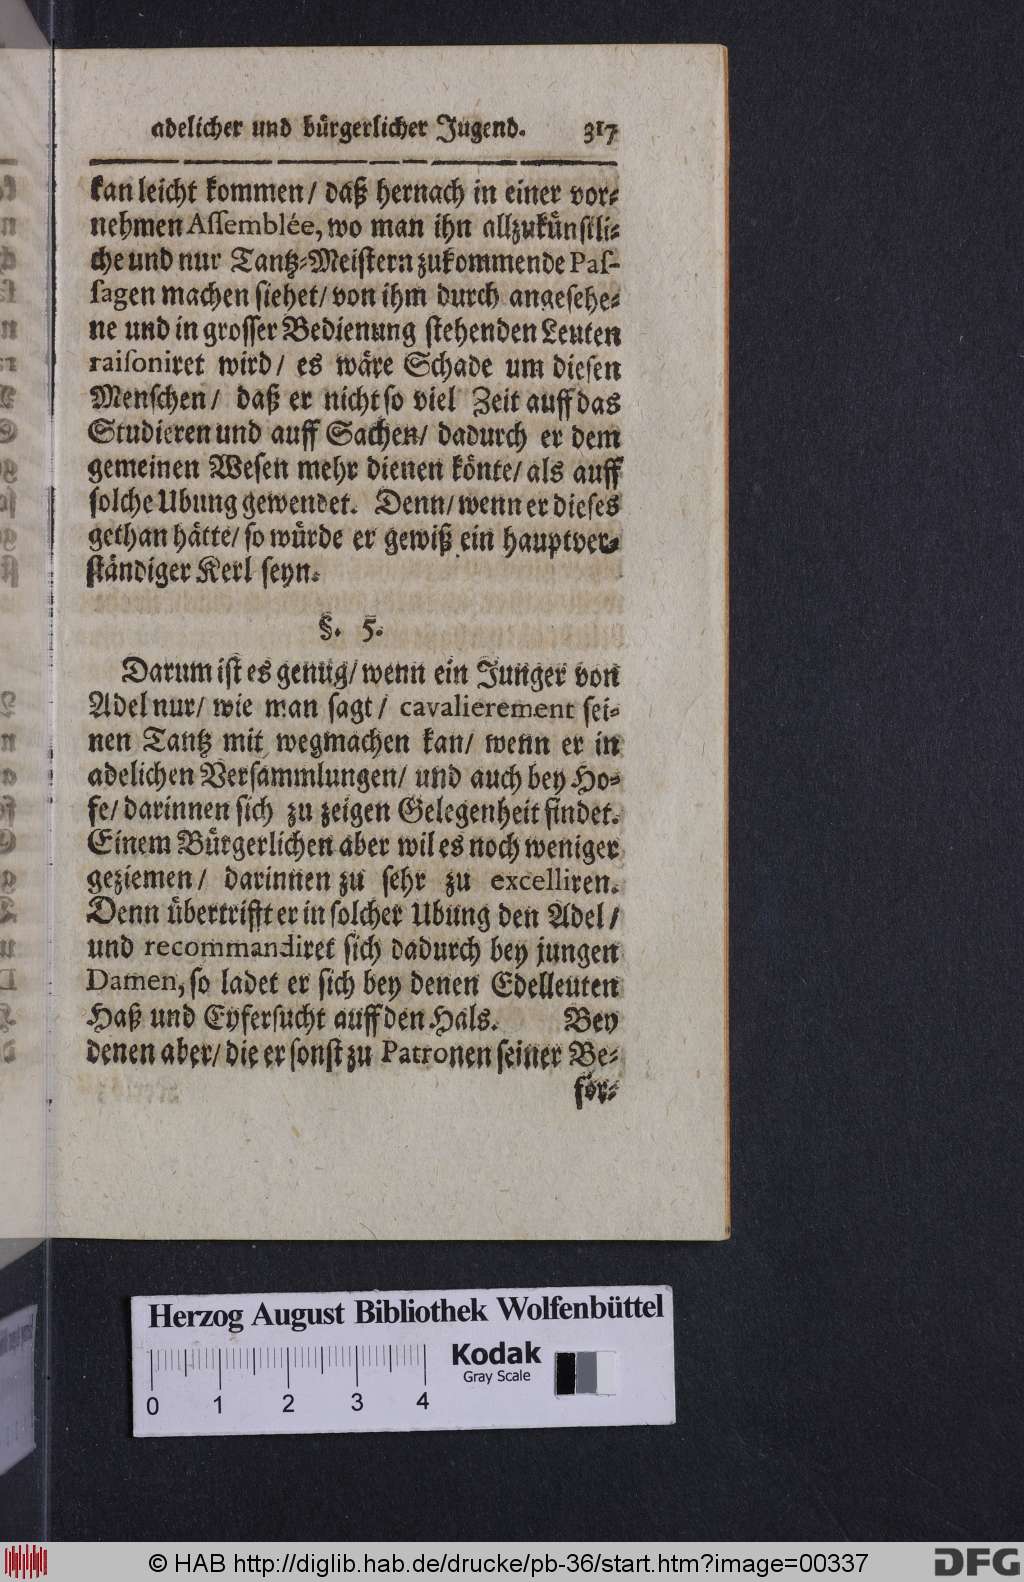 adelicher und bürgerlicher Jugend. 317
kan leicht kommen / daß hernach in einer vor⸗
nehmen Aſſemblée, wo man ihn allzukünſtli⸗
che und nur Tantz⸗Meiſtern zukommende Paſ-
ſagen machen ſiehet / von ihm durch angeſehe⸗
ne und in groſſer Bedienung ſtehenden Leuten
raiſoniret wird / es wäre Schade um dieſen
Menſchen / daß er nicht ſo viel Zeit auff das
Studieren und auff Sachen / dadurch er dem
gemeinen Weſen mehr dienen könte / als auff
ſolche Ubung gewendet. Denn / wenn er dieſes
gethan hätte / ſo würde er gewiß ein hauptver⸗
ſtändiger Kerl ſeyn.
§. 5.
Darum iſt es genug / wenn ein Junger von
Adel nur / wie man ſagt / cavalierement ſei⸗
nen Tantz mit wegmachen kan / wenn er in
adelichen Verſammlungen / und auch bey Ho⸗
fe / darinnen ſich zu zeigen Gelegenheit findet.
Einem Bürgerlichen aber wil es noch weniger
geziemen / darinnen zu ſehr zu excelliren.
Denn übertrifft er in ſolcher Ubung den Adel /
und recommandiret ſich dadurch bey jungen
Damen, ſo ladet er ſich bey denen Edelleuten
Haß und Eyferſucht auff den Hals. Bey
denen aber / die er ſonſt zu Patronen ſeiner Be⸗
för⸗
Herzog August Bibliothek Wolfenbüttel
Kodak
Gray Scale
0 1 2 3 4
© HAB http://diglib.hab.de/drucke/pb-36/start.htm?image=00337
DFG